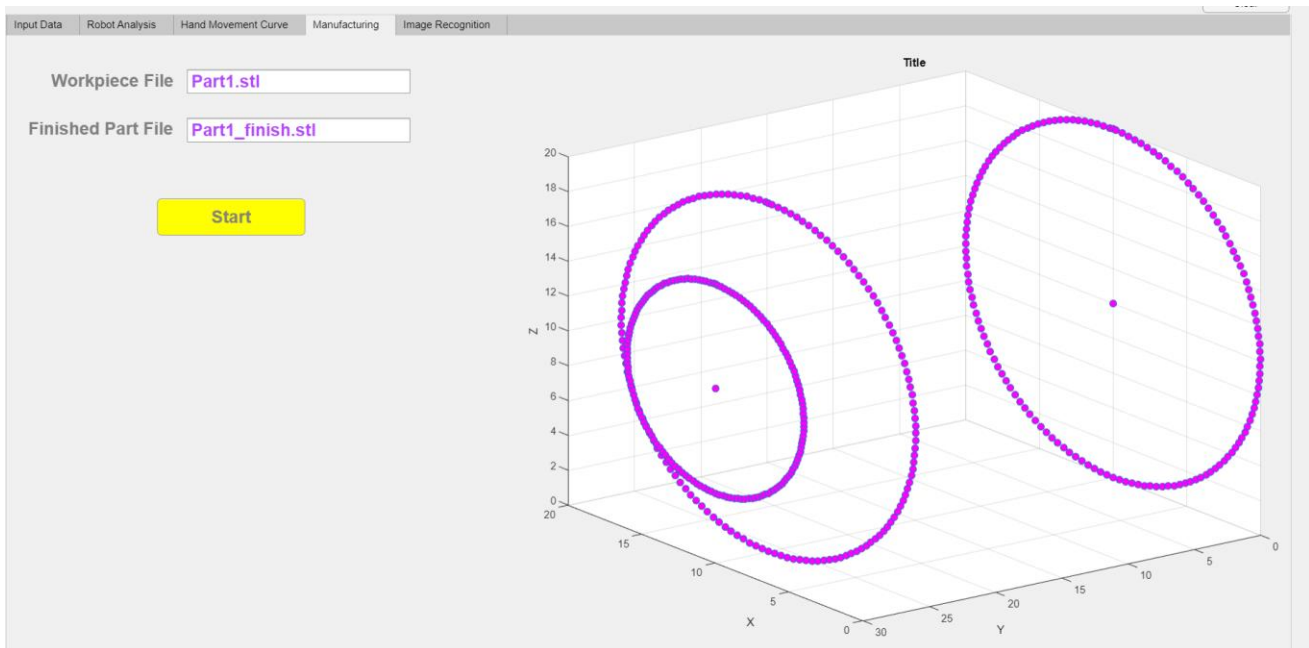 Input Data Robot Analysis Hand Movement Curve Manufacturing Image Recognition
Workpiece File Part1.stl
Finished Part File Part1_finish.stl
Start
Title
20
18
16
14
12
10
8
6
4
2
0
Z
20
15
10
5
0
X
30
25
20
15
10
5
0
Y